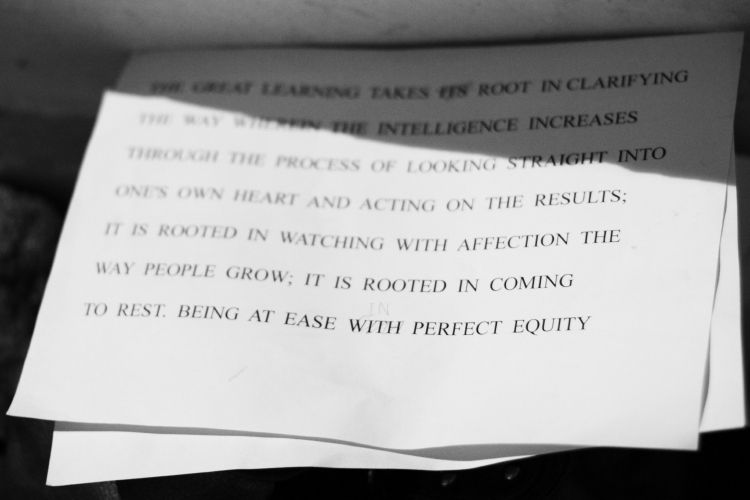 THE GREAT LEARNING TAKES ITS ROOT IN CLARIFYING
THE WAY WHEREIN THE INTELLIGENCE INCREASES
THROUGH THE PROCESS OF LOOKING STRAIGHT INTO
ONE'S OWN HEART AND ACTING ON THE RESULTS;
IT IS ROOTED IN WATCHING WITH AFFECTION THE
WAY PEOPLE GROW; IT IS ROOTED IN COMING
TO REST. BEING AT EASE WITH PERFECT EQUITY
IN